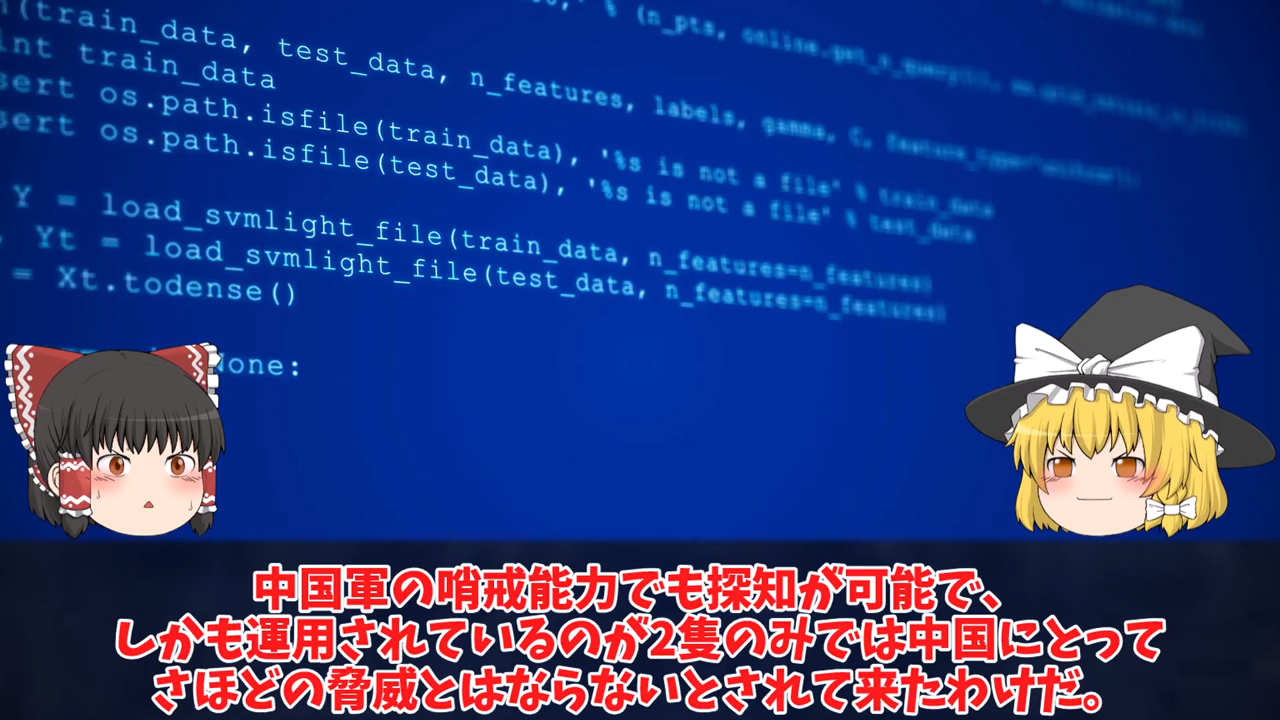 n(train_data, test_data, n_features, labels, gamma, C, feature_type=
int train_data
sert os.path.isfile(train_data), '%s is not a file' % train_data
sert os.path.isfile(test_data), '%s is not a file' % test_data
Y = load_svmlight_file(train_data, n_features=n_features)
, Yt = load_svmlight_file(test_data, n_features=n_features)
= Xt.todense()
None:
中国軍の哨戒能力でも探知が可能で、
しかも運用されているのが2隻のみでは中国にとって
さほどの脅威とはならないとされて来たわけだ。